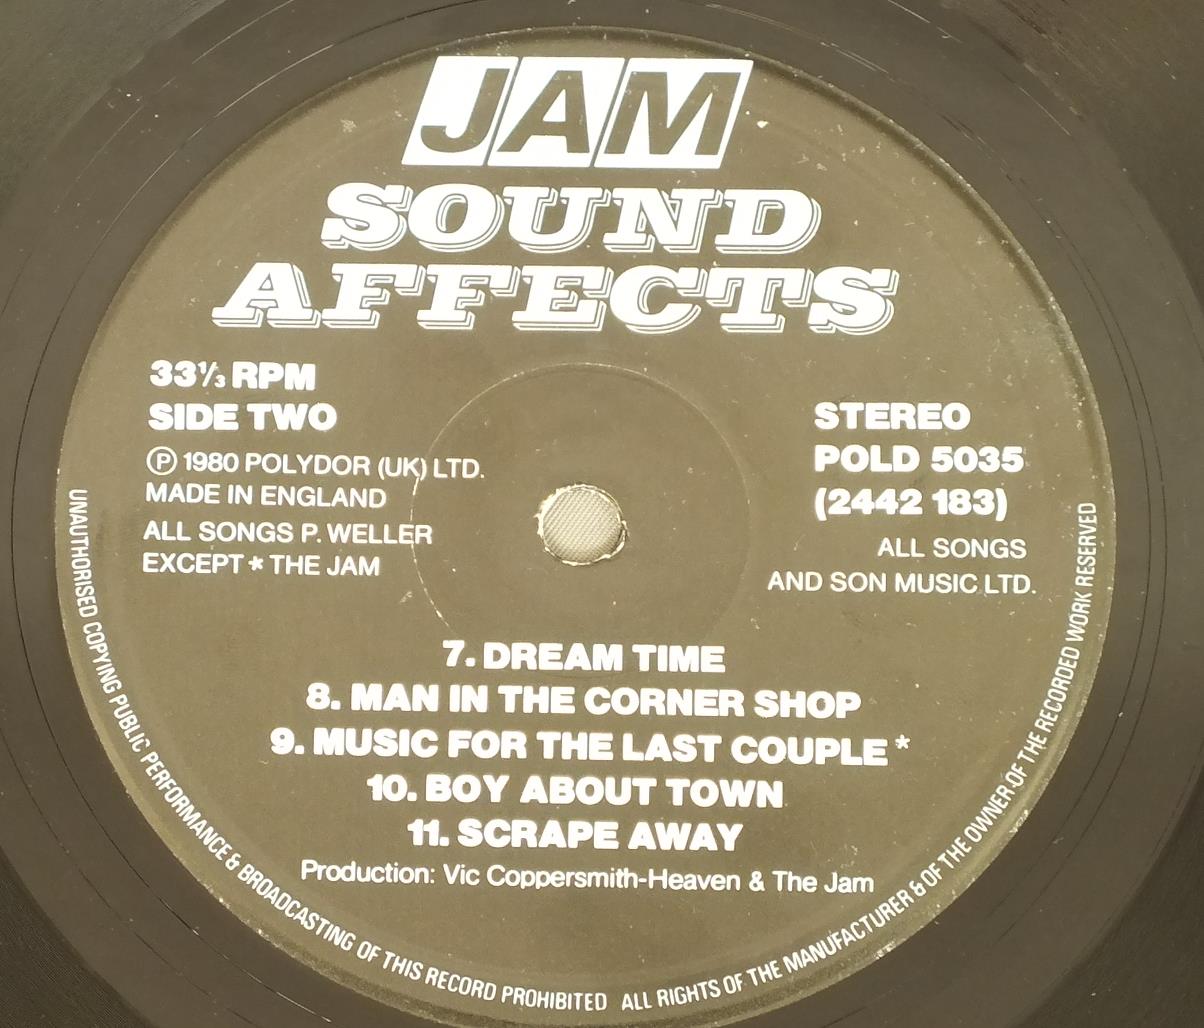 JAM
SOUND
AFFECTS
33⅓ RPM
SIDE TWO
Ⓟ 1980 POLYDOR (UK) LTD.
MADE IN ENGLAND
ALL SONGS P. WELLER
EXCEPT * THE JAM
STEREO
POLD 5035
(2442 183)
ALL SONGS
AND SON MUSIC LTD.
7. DREAM TIME
8. MAN IN THE CORNER SHOP
9. MUSIC FOR THE LAST COUPLE *
10. BOY ABOUT TOWN
11. SCRAPE AWAY
Production: Vic Coppersmith-Heaven & The Jam
UNAUTHORISED COPYING PUBLIC PERFORMANCE & BROADCASTING OF THIS RECORD PROHIBITED ALL RIGHTS OF THE MANUFACTURER & OF THE OWNER OF THE RECORDED WORK RESERVED